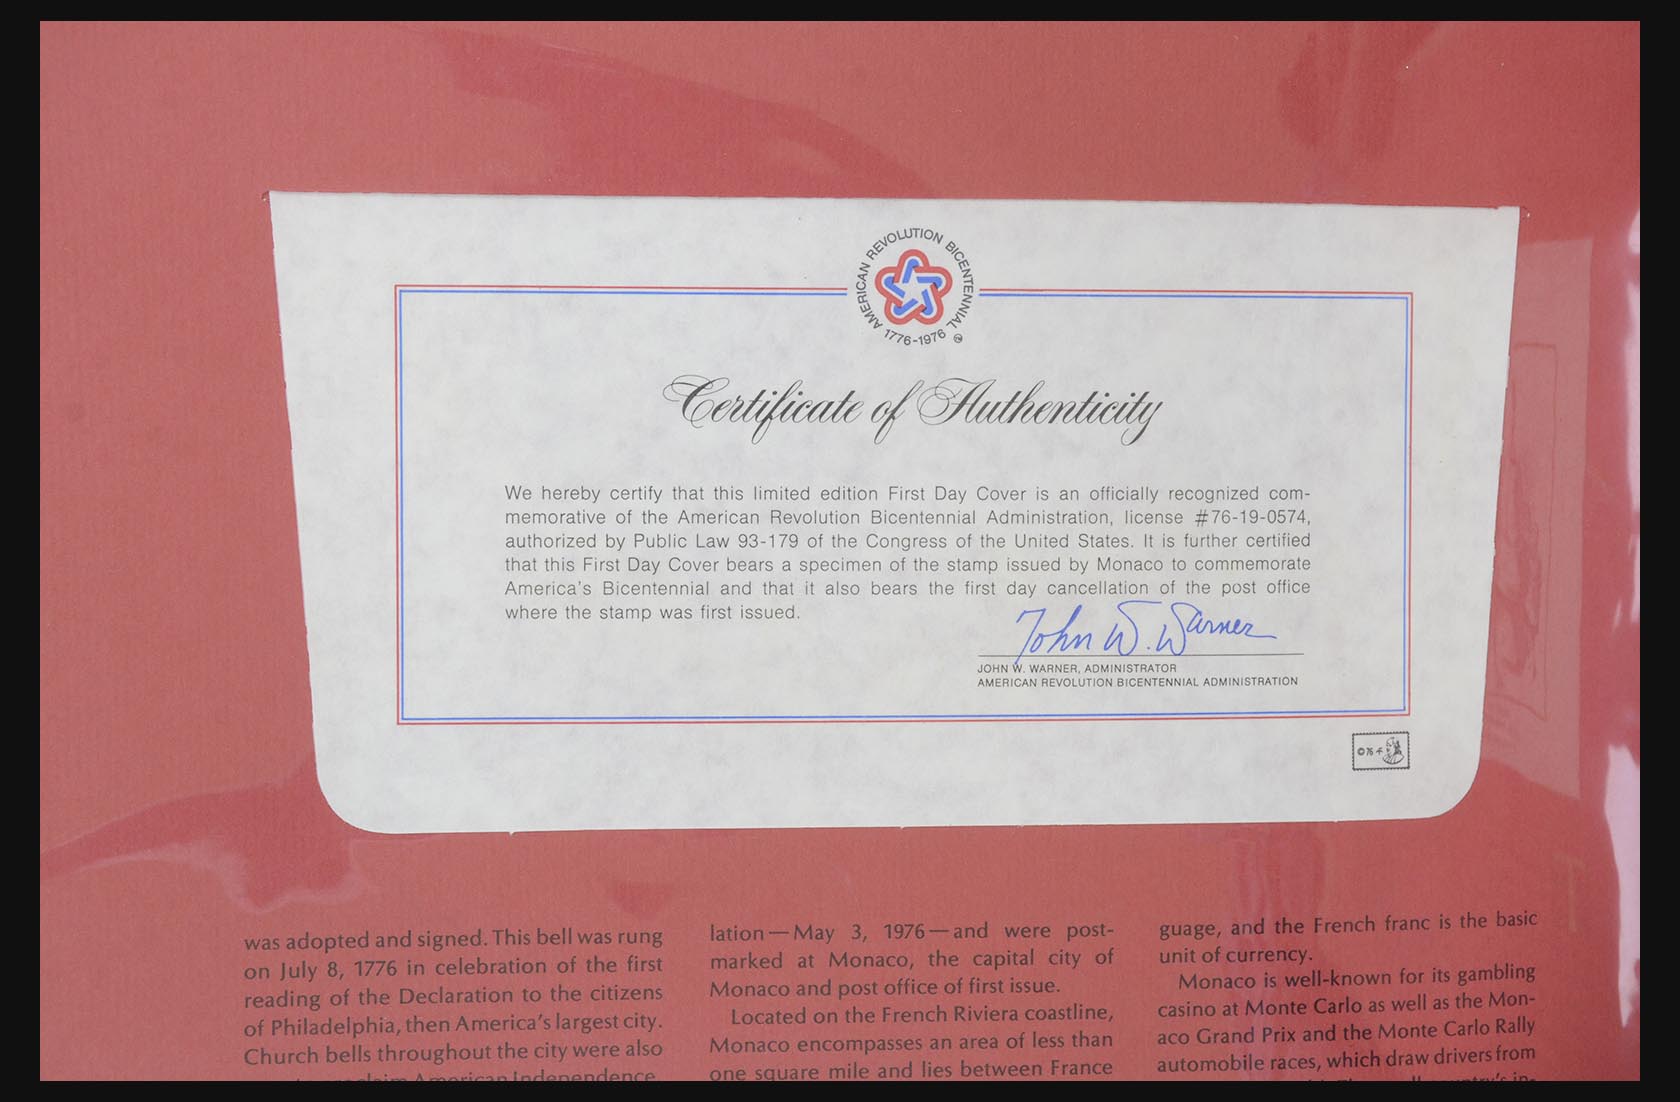 AMERICAN REVOLUTION BICENTENNIAL
1776-1976
Certificate of Authenticity
We hereby certify that this limited edition First Day Cover is an officially recognized com-
memorative of the American Revolution Bicentennial Administration, license #76-19-0574,
authorized by Public Law 93-179 of the Congress of the United States. It is further certified
that this First Day Cover bears a specimen of the stamp issued by Monaco to commemorate
America's Bicentennial and that it also bears the first day cancellation of the post office
where the stamp was first issued.
John W. Warner
JOHN W. WARNER, ADMINISTRATOR
AMERICAN REVOLUTION BICENTENNIAL ADMINISTRATION
©76
was adopted and signed. This bell was rung
on July 8, 1776 in celebration of the first
reading of the Declaration to the citizens
of Philadelphia, then America's largest city.
Church bells throughout the city were also
American Independence.
lation—May 3, 1976—and were post-
marked at Monaco, the capital city of
Monaco and post office of first issue.
Located on the French Riviera coastline,
Monaco encompasses an area of less than
one square mile and lies between France
guage, and the French franc is the basic
unit of currency.
Monaco is well-known for its gambling
casino at Monte Carlo as well as the Mon-
aco Grand Prix and the Monte Carlo Rally
automobile races, which draw drivers from